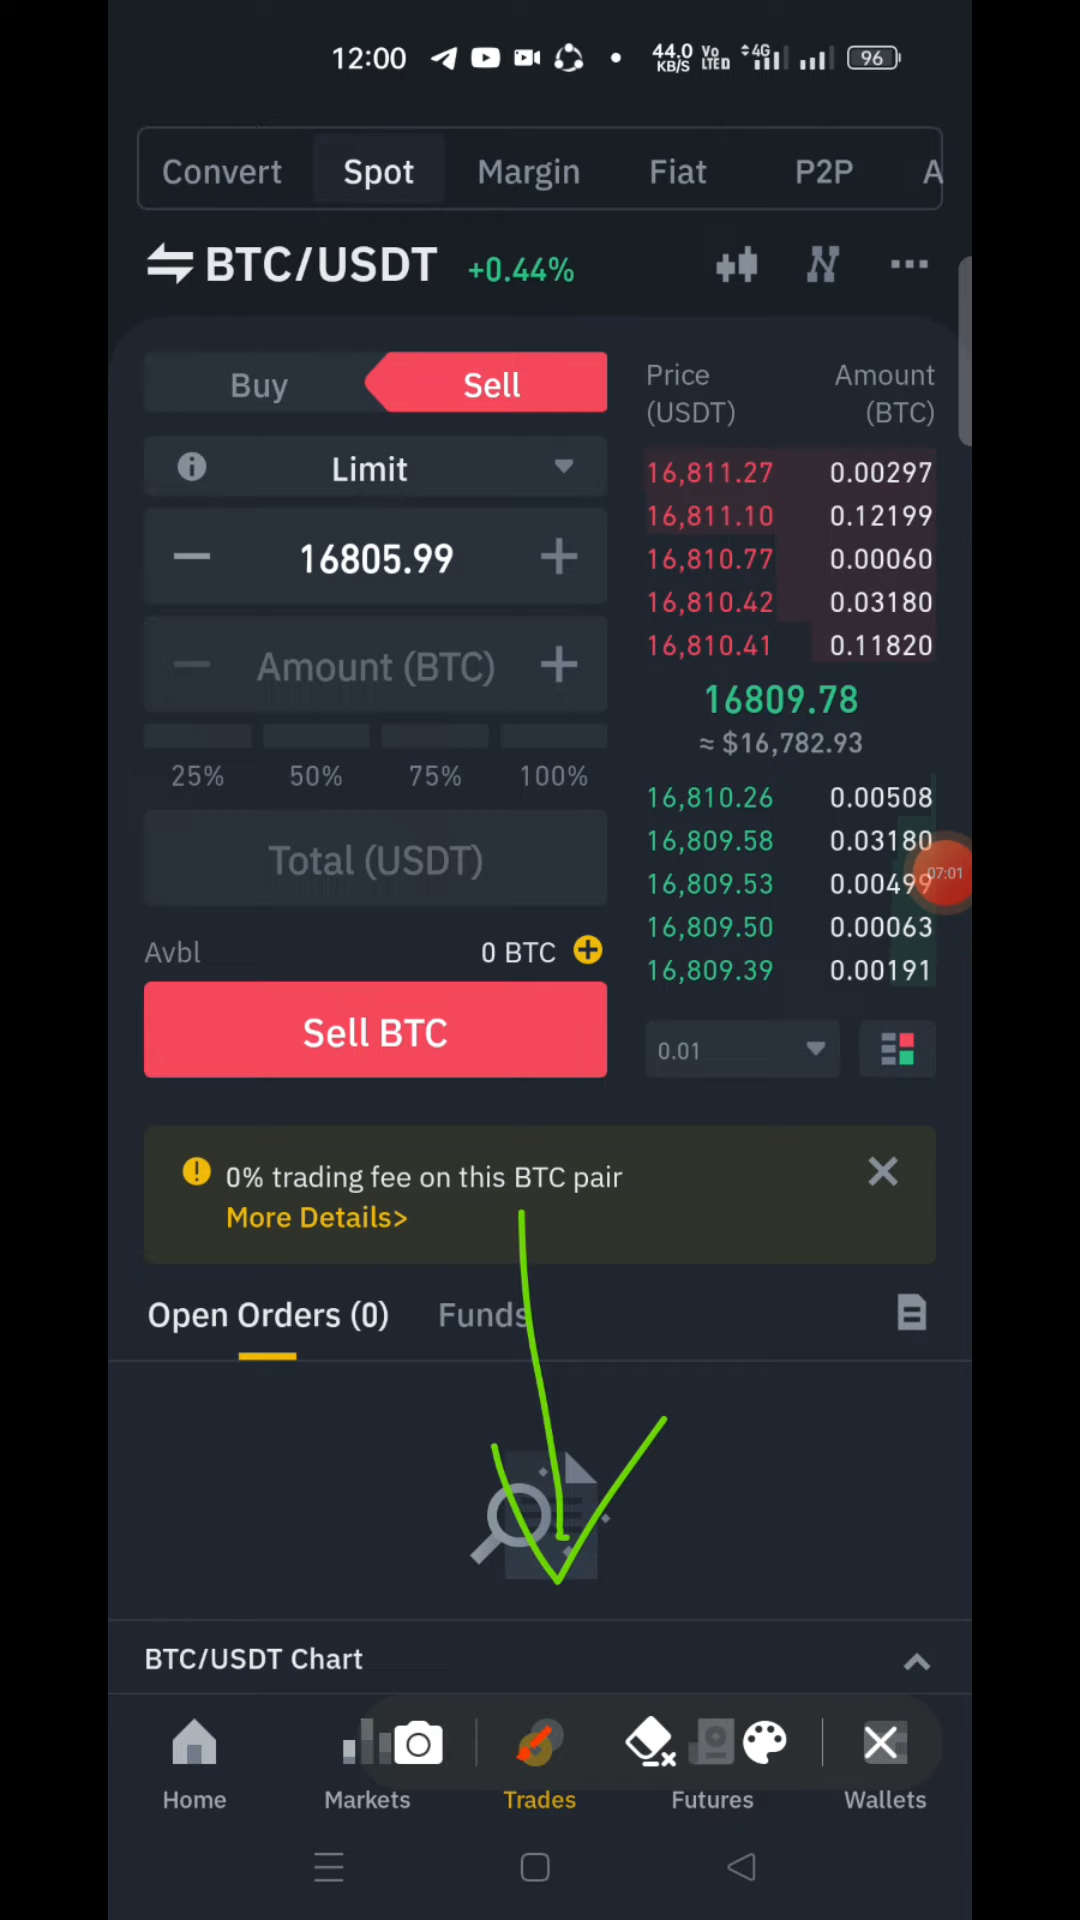 12:00 44.0 KB/S Vo LTED 4G 96
Convert Spot Margin Fiat P2P A
BTC/USDT +0.44%
Buy Sell
Limit
16805.99
Amount (BTC)
25% 50% 75% 100%
Total (USDT)
Avbl 0 BTC
Sell BTC
Price (USDT) Amount (BTC)
16,811.27 0.00297
16,811.10 0.12199
16,810.77 0.00060
16,810.42 0.03180
16,810.41 0.11820
16809.78
≈ $16,782.93
16,810.26 0.00508
16,809.58 0.03180
16,809.53 0.00499
07:01
16,809.50 0.00063
16,809.39 0.00191
0.01
0% trading fee on this BTC pair
More Details>
Open Orders (0) Funds
BTC/USDT Chart
Home Markets Trades Futures Wallets